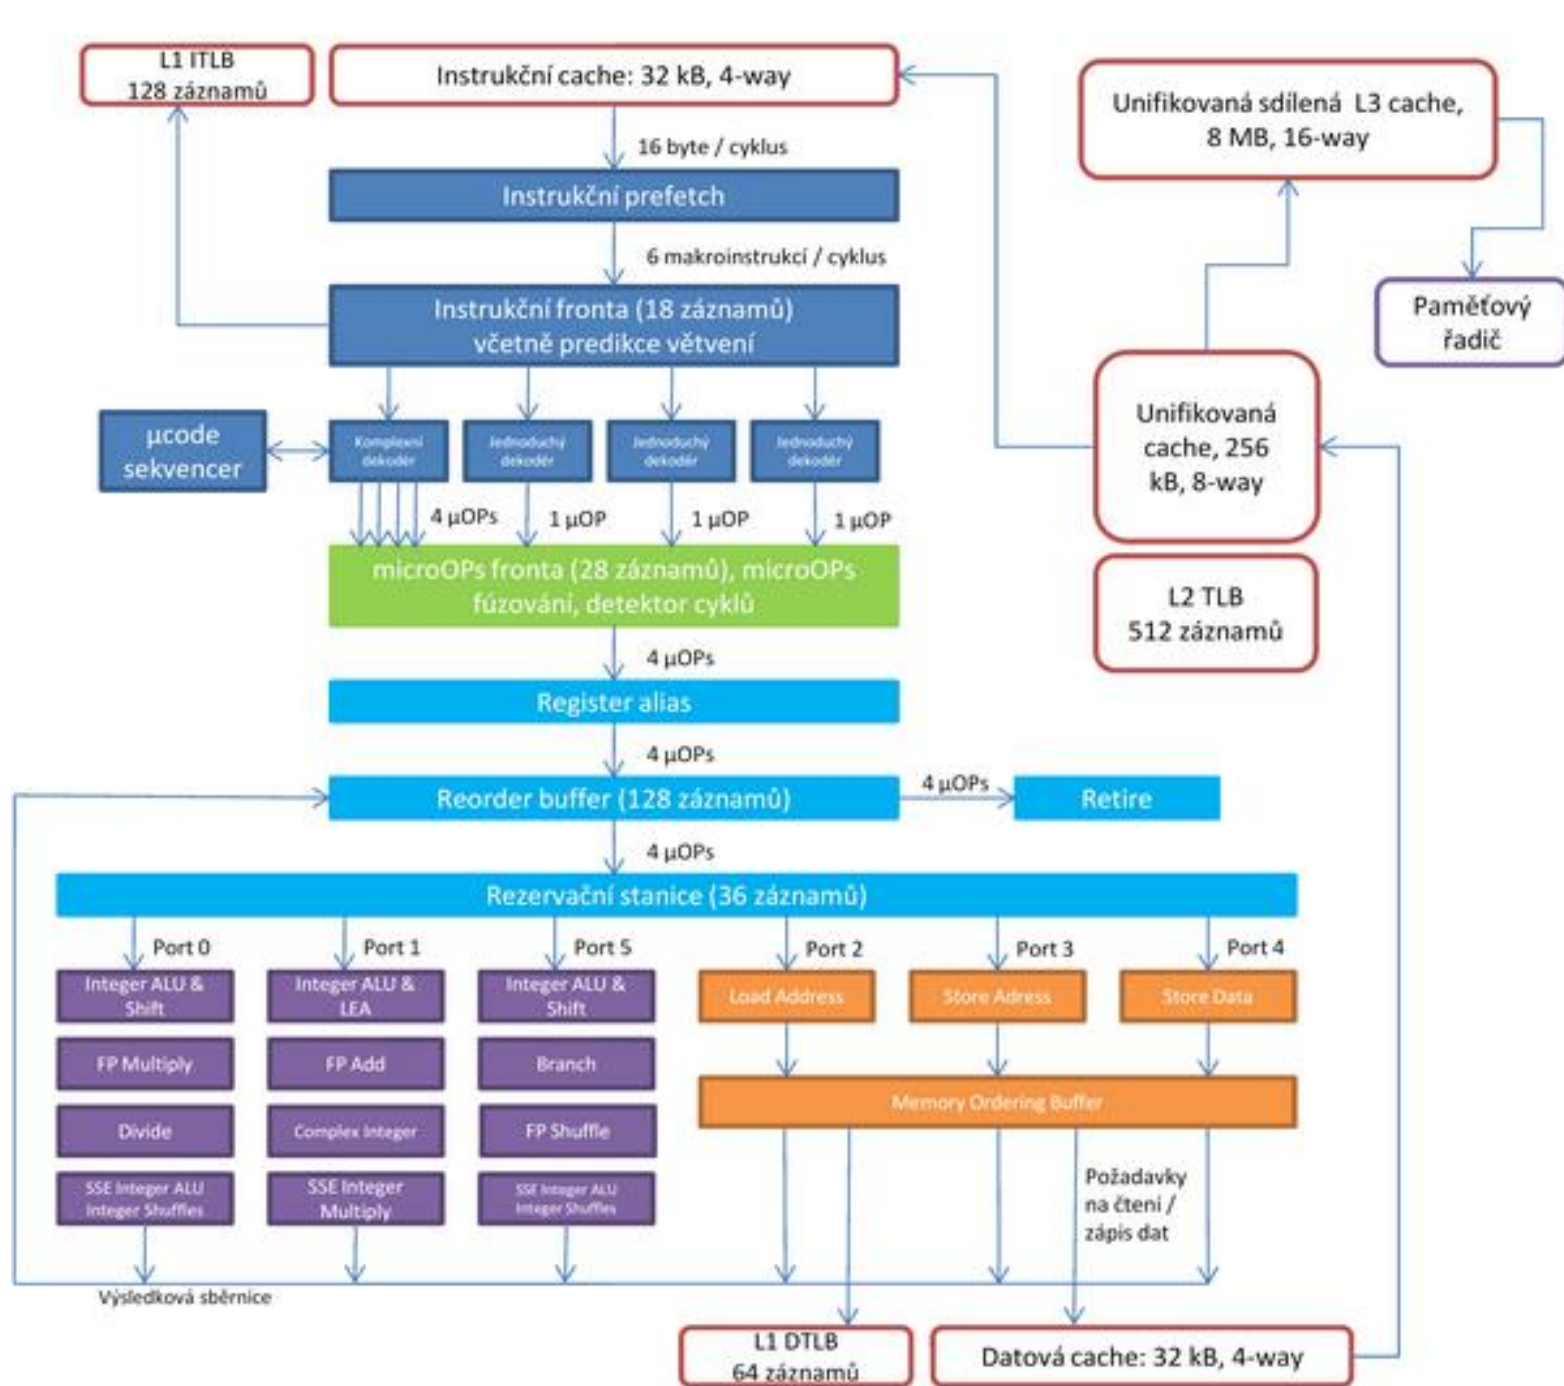 L1 ITLB
128 záznamů
Instrukční cache: 32 kB, 4-way
Unifikovaná sdílená L3 cache,
8 MB, 16-way
16 byte / cyklus
Instrukční prefetch
6 makroinstrukcí / cyklus
Instrukční fronta (18 záznamů)
včetně predikce větvení
Paměťový
řadič
µcode
sekvencer
Komplexní
dekodér
Jednoduchý
dekodér
Jednoduchý
dekodér
Jednoduchý
dekodér
Unifikovaná
cache, 256
kB, 8-way
4 µOPs
1 µOP
1 µOP
1 µOP
microOPs fronta (28 záznamů), microOPs
fúzování, detektor cyklů
L2 TLB
512 záznamů
4 µOPs
Register alias
4 µOPs
Reorder buffer (128 záznamů)
4 µOPs
Retire
4 µOPs
Rezervační stanice (36 záznamů)
Port 0
Port 1
Port 5
Port 2
Port 3
Port 4
Integer ALU &
Shift
Integer ALU &
LEA
Integer ALU &
Shift
Load Address
Store Adress
Store Data
FP Multiply
FP Add
Branch
Memory Ordering Buffer
Divide
Complex Integer
FP Shuffle
SSE Integer ALU
Integer Shuffles
SSE Integer
Multiply
SSE Integer ALU
Integer Shuffles
Požadavky
na čtení /
zápis dat
Výsledková sběrnice
L1 DTLB
64 záznamů
Datová cache: 32 kB, 4-way